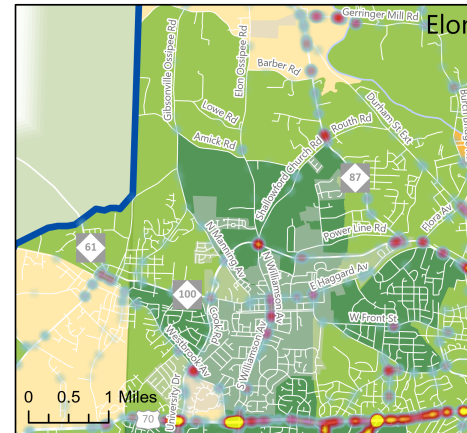 Gerringer Mill Rd
Elon
Gibsonville Ossipee Rd
Elon Ossipee Rd
Barber Rd
Lowe Rd
Durham St Ext
Amick Rd
Shallowford Church Rd
Routh Rd
87
Flora Av
Power Line Rd
N Manning Av
61
N Williamson Av
E Haggard Av
100
Cook Rd
W Front St
Westbrook Av
S Williamson Av
University Dr
0 0.5 1 Miles
70